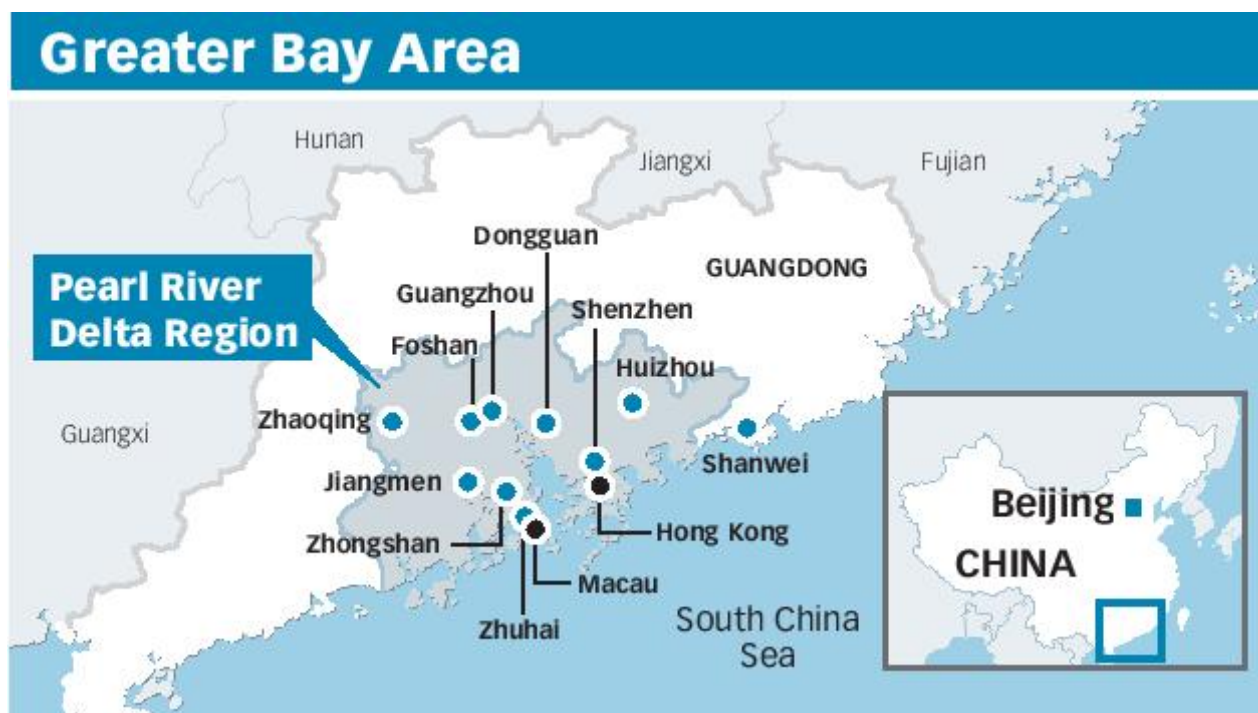 Greater Bay Area
Hunan
Jiangxi
Fujian
Dongguan
GUANGDONG
Pearl River
Delta Region
Guangzhou
Shenzhen
Foshan
Huizhou
Zhaoqing
Guangxi
Shanwei
Jiangmen
Beijing
Hong Kong
Zhongshan
CHINA
Macau
Zhuhai
South China
Sea